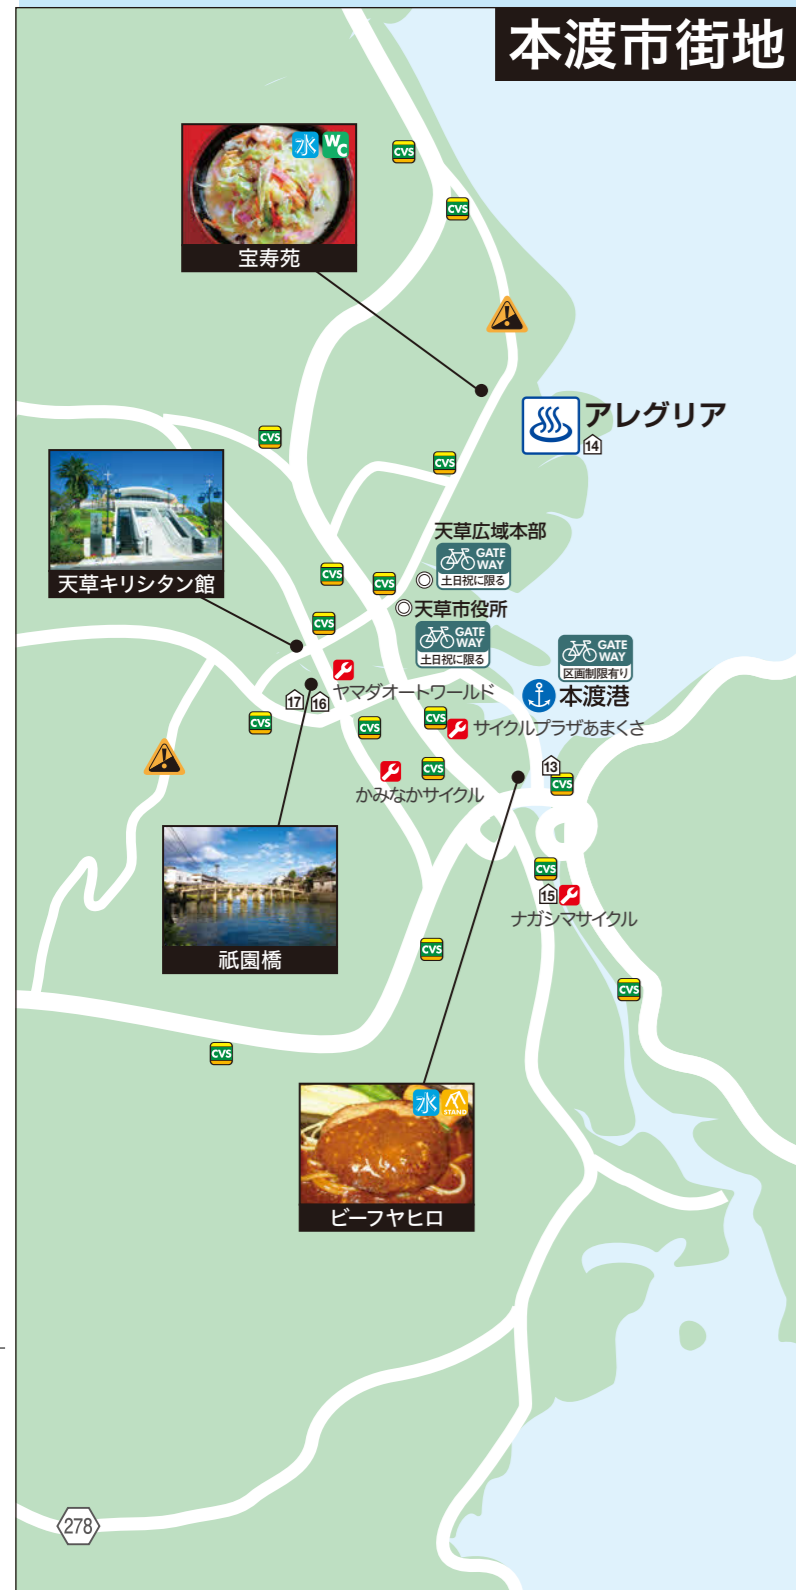 本渡市街地
水 WC
CVS
CVS
宝寿苑
アレグリア
14
CVS
CVS
天草広域本部
GATE
WAY
土日祝に限る
天草キリシタン館
CVS
CVS
天草市役所
CVS
GATE
WAY
土日祝に限る
GATE
WAY
区画制限有り
ヤマダオートワールド
本渡港
17
16
CVS
CVS
CVS
サイクルプラザあまくさ
13
CVS
CVS
かみなかサイクル
CVS
15
ナガシマサイクル
祇園橋
CVS
CVS
CVS
水
STAND
ビーフヤヒロ
278